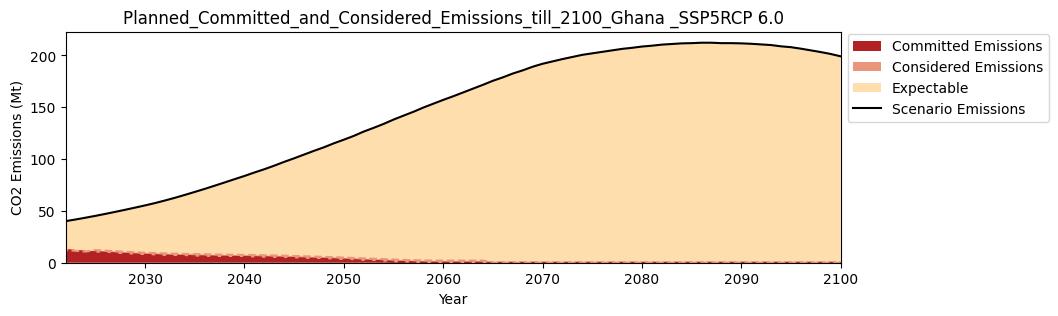 Planned_Committed_and_Considered_Emissions_till_2100_Ghana _SSP5RCP 6.0
Committed Emissions
Considered Emissions
Expectable
Scenario Emissions
CO2 Emissions (Mt)
200
150
100
50
0
2030 2040 2050 2060 2070 2080 2090 2100
Year